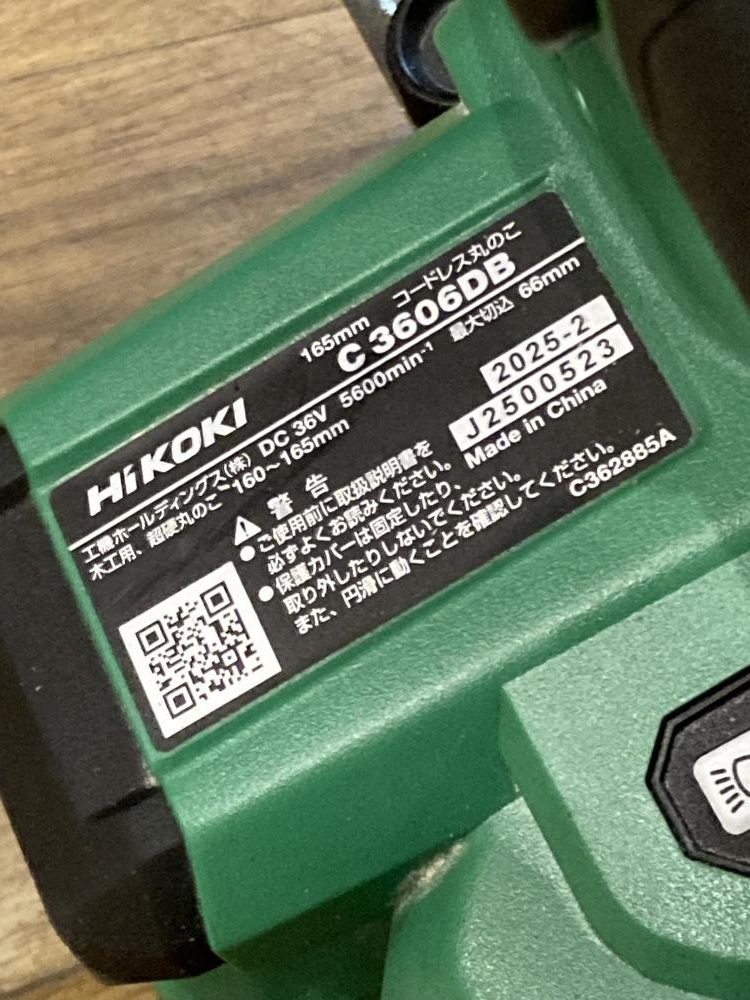 165mm コードレス丸のこ
HiKOKI C 3606DB
工機ホールディングス(株) DC 36V 5600min⁻¹ 最大切込 66mm
木工用、超硬丸のこ 160～165mm
2025-2
J2500523
Made in China
警告
●ご使用前に取扱説明書を
必ずよくお読みください。
●保護カバーは固定したり、
取り外したりしないでください。
また、円滑に動くことを確認してください。
C362885A